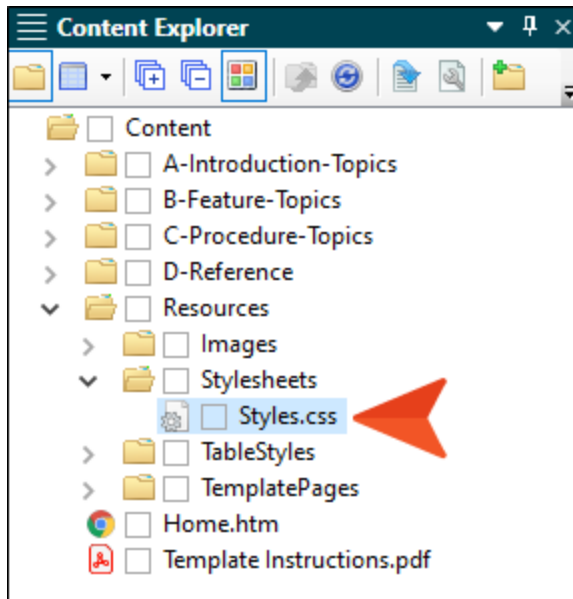 Content Explorer
Content
A-Introduction-Topics
B-Feature-Topics
C-Procedure-Topics
D-Reference
Resources
Images
Stylesheets
Styles.css
TableStyles
TemplatePages
Home.htm
Template Instructions.pdf